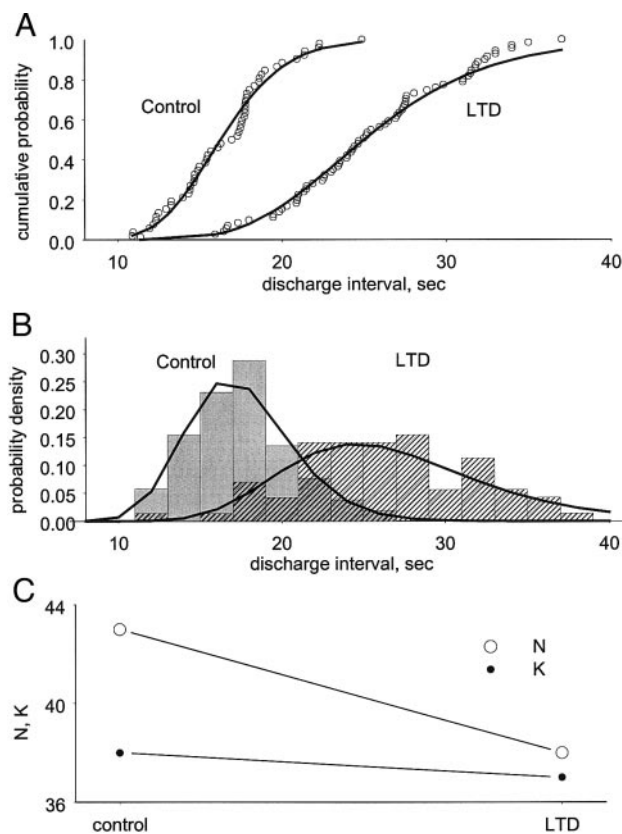 A
1.0
0.8
0.6
0.4
0.2
0.0
cumulative probability
Control
LTD
10 20 30 40
discharge interval, sec
B
0.30
0.25
0.20
0.15
0.10
0.05
0.00
probability density
Control
LTD
10 20 30 40
discharge interval, sec
C
44
40
36
N, K
N
K
control LTD